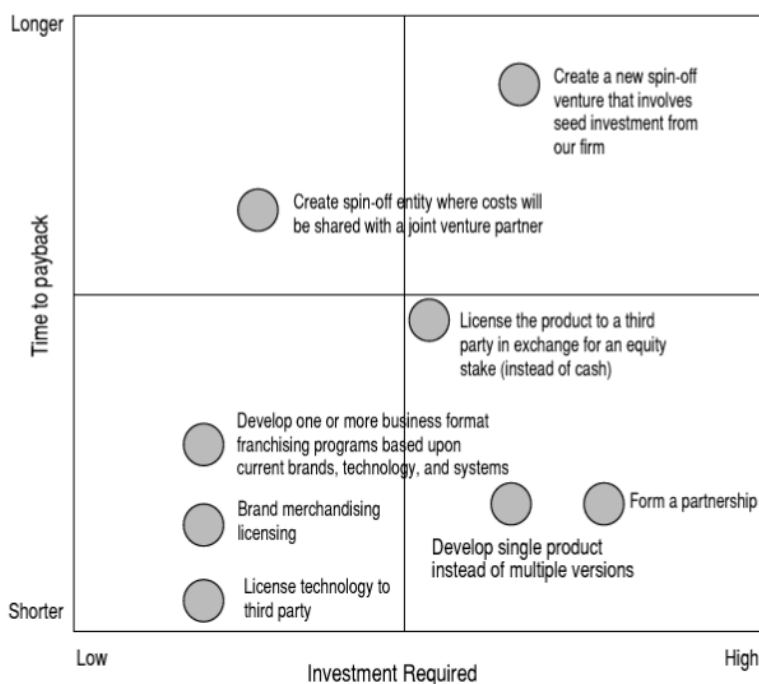 Longer
Create a new spin-off
venture that involves
seed investment from
our firm
Create spin-off entity where costs will
be shared with a joint venture partner
Time to payback
License the product to a third
party in exchange for an equity
stake (instead of cash)
Develop one or more business format
franchising programs based upon
current brands, technology, and systems
Brand merchandising
licensing
Form a partnership
Develop single product
instead of multiple versions
License technology to
third party
Shorter
Low
High
Investment Required